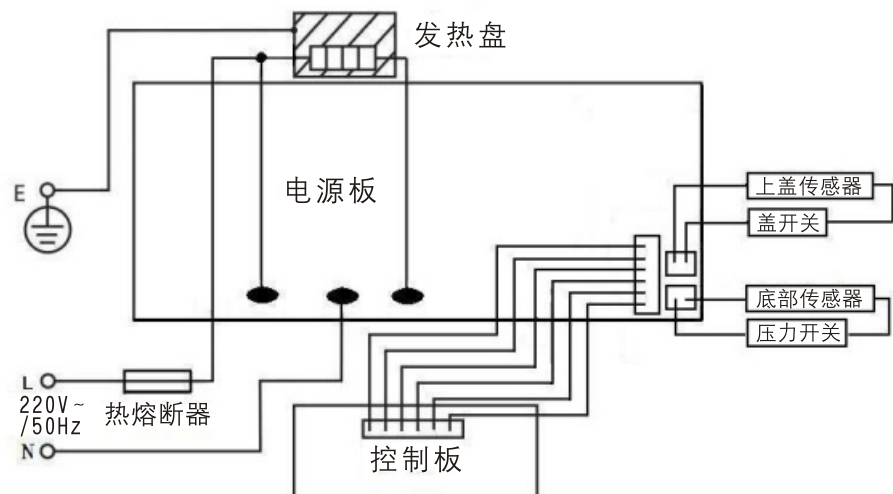 发热盘
电源板
E
上盖传感器
盖开关
底部传感器
压力开关
L
220V~
/50Hz
热熔断器
N
控制板